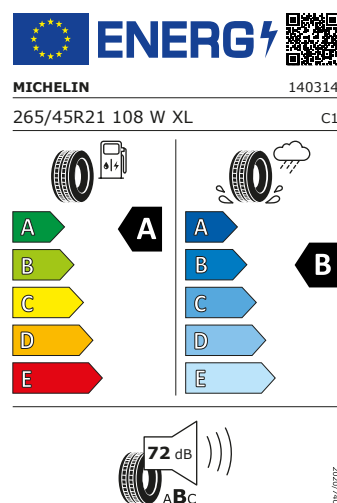 ENERG
MICHELIN 140314
265/45R21 108 W XL C1
A A A
B B B
C C
D D
E E
72 dB
ABC
2020/740